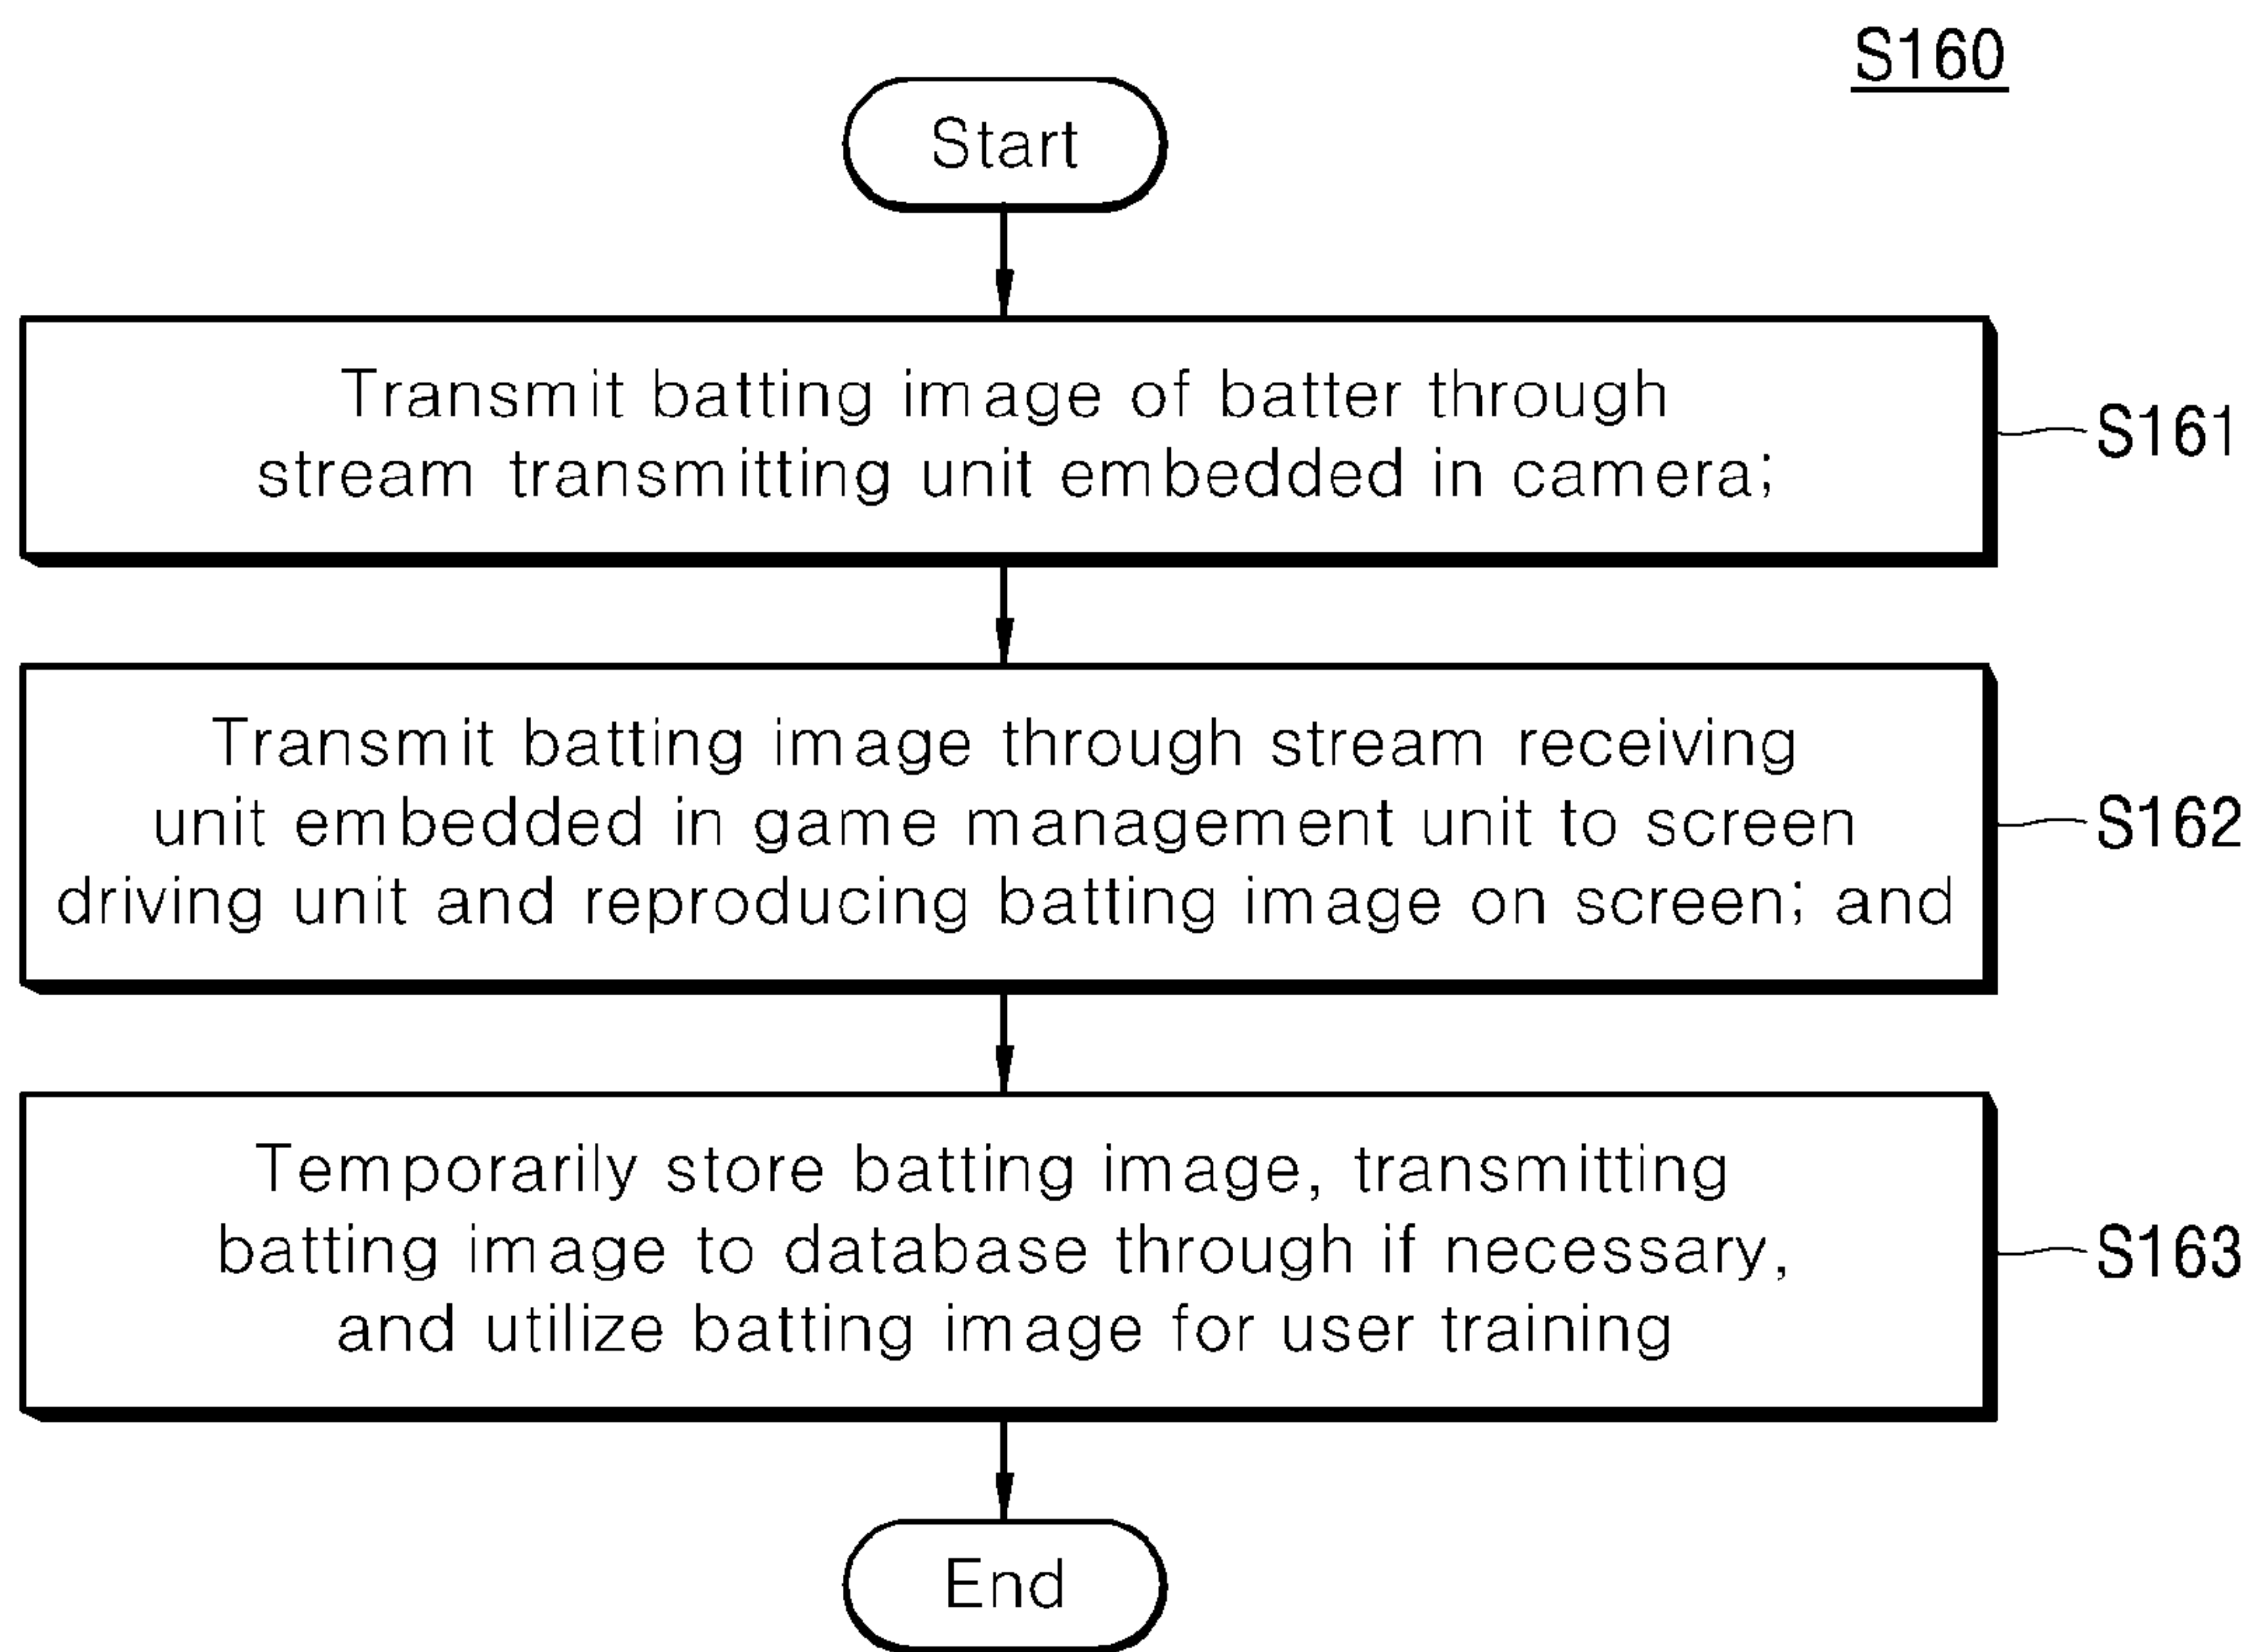 S160
Start
Transmit batting image of batter through
stream transmitting unit embedded in camera;
S161
Transmit batting image through stream receiving
unit embedded in game management unit to screen
driving unit and reproducing batting image on screen; and
S162
Temporarily store batting image, transmitting
batting image to database through if necessary,
and utilize batting image for user training
S163
End